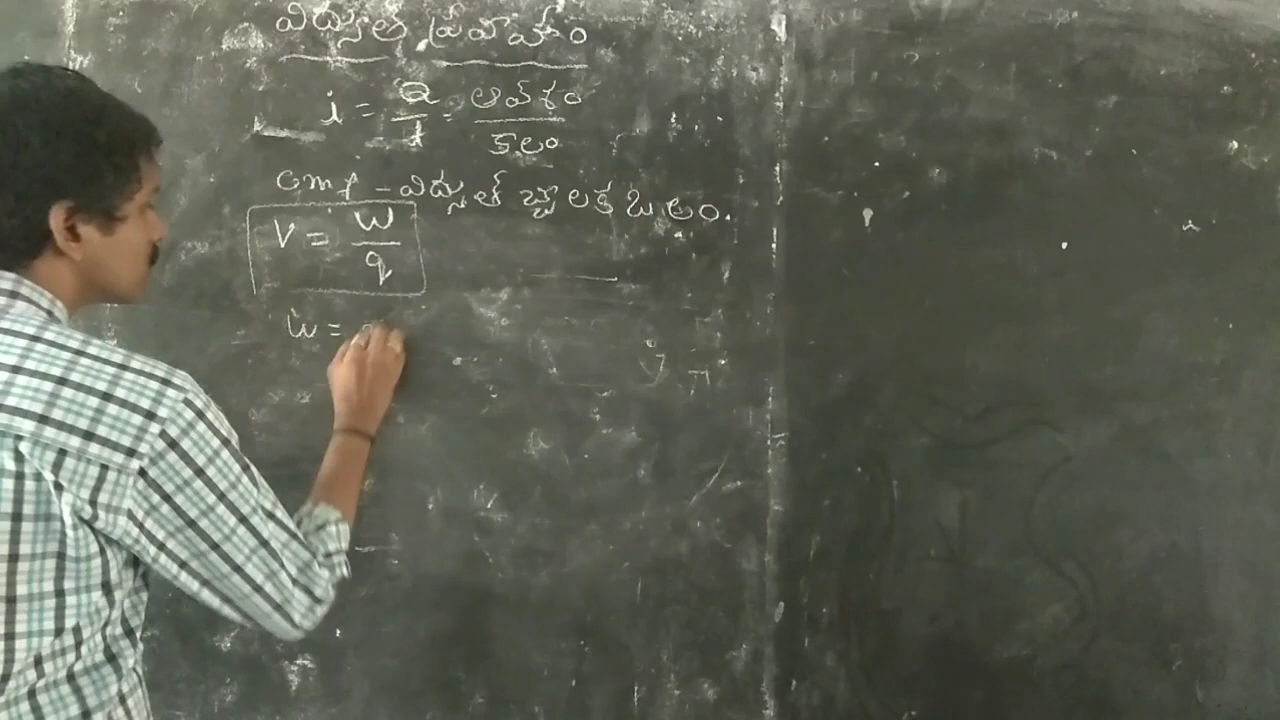 విద్యుత్ ప్రవాహం
i = Q/t = ఆవేశం/కాలం
emf - విద్యుత్ చ్చాలక బలం.
V = W/q
W =